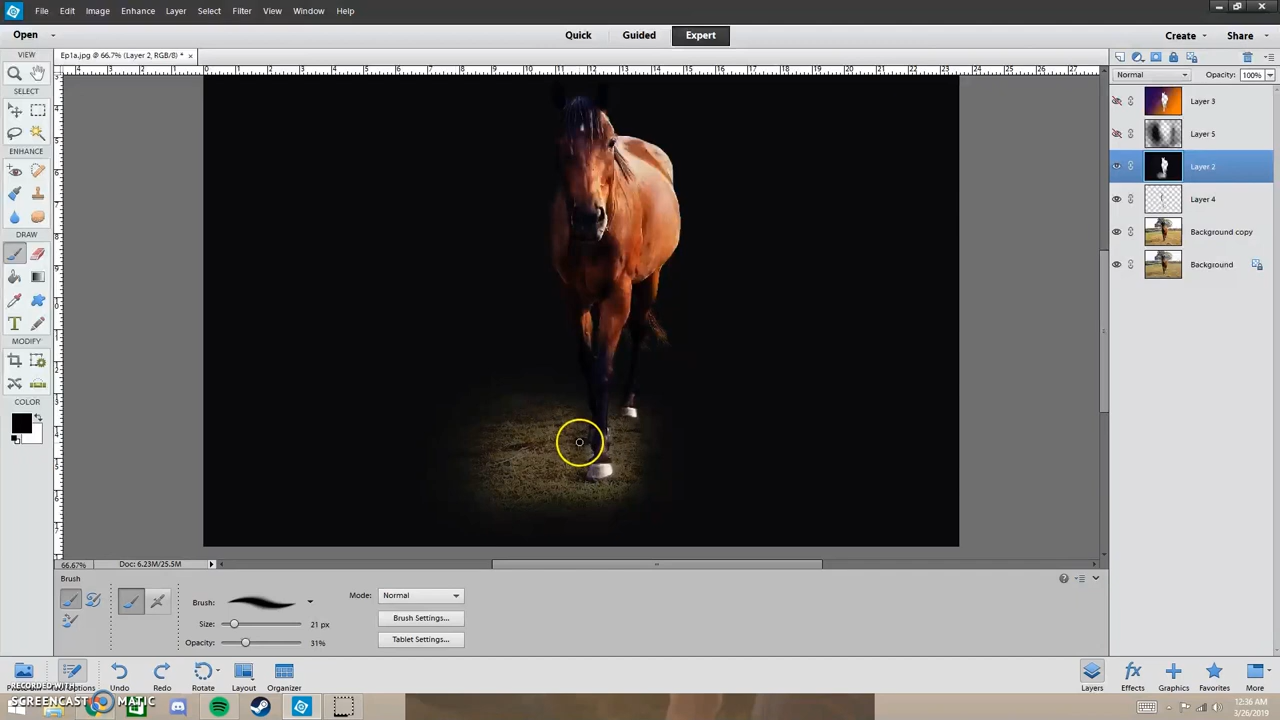 File Edit Image Enhance Layer Select Filter View Window Help
Open Quick Guided Expert Create Share
VIEW
Ep1a.jpg @ 66.7% (Layer 2, RGB/8) * ×
SELECT
ENHANCE
DRAW
MODIFY
COLOR
Normal Opacity: 100%
Layer 3
Layer 5
Layer 2
Layer 4
Background copy
Background
66.67% Doc: 6.23M/25.5M
Brush
Brush: Mode: Normal
Size: 21 px Brush Settings...
Opacity: 31% Tablet Settings...
Undo Redo Rotate Layout Organizer Layers Effects Graphics Favorites More
RECORDED WITH
SCREENCAST MATIC
12:36 AM
3/26/2019